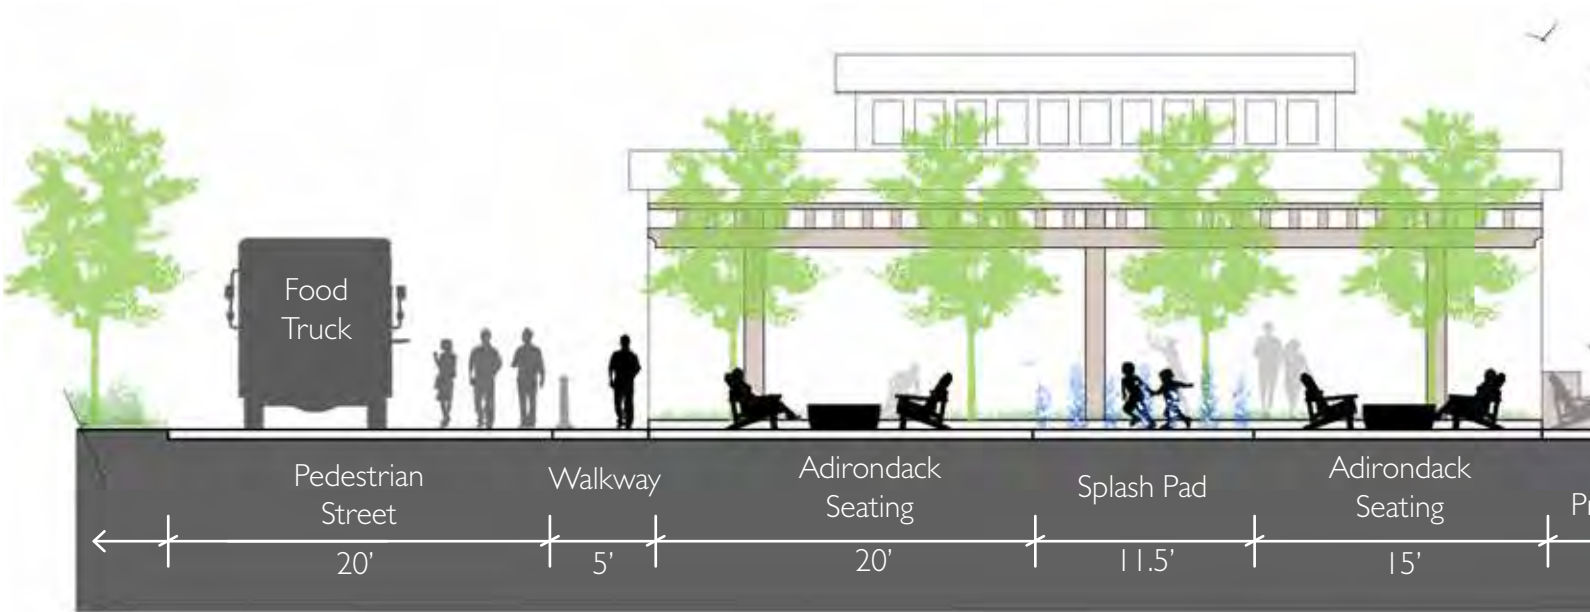 Food
Truck
Pedestrian
Street
Walkway
Adirondack
Seating
Splash Pad
Adirondack
Seating
20'
5'
20'
11.5'
15'